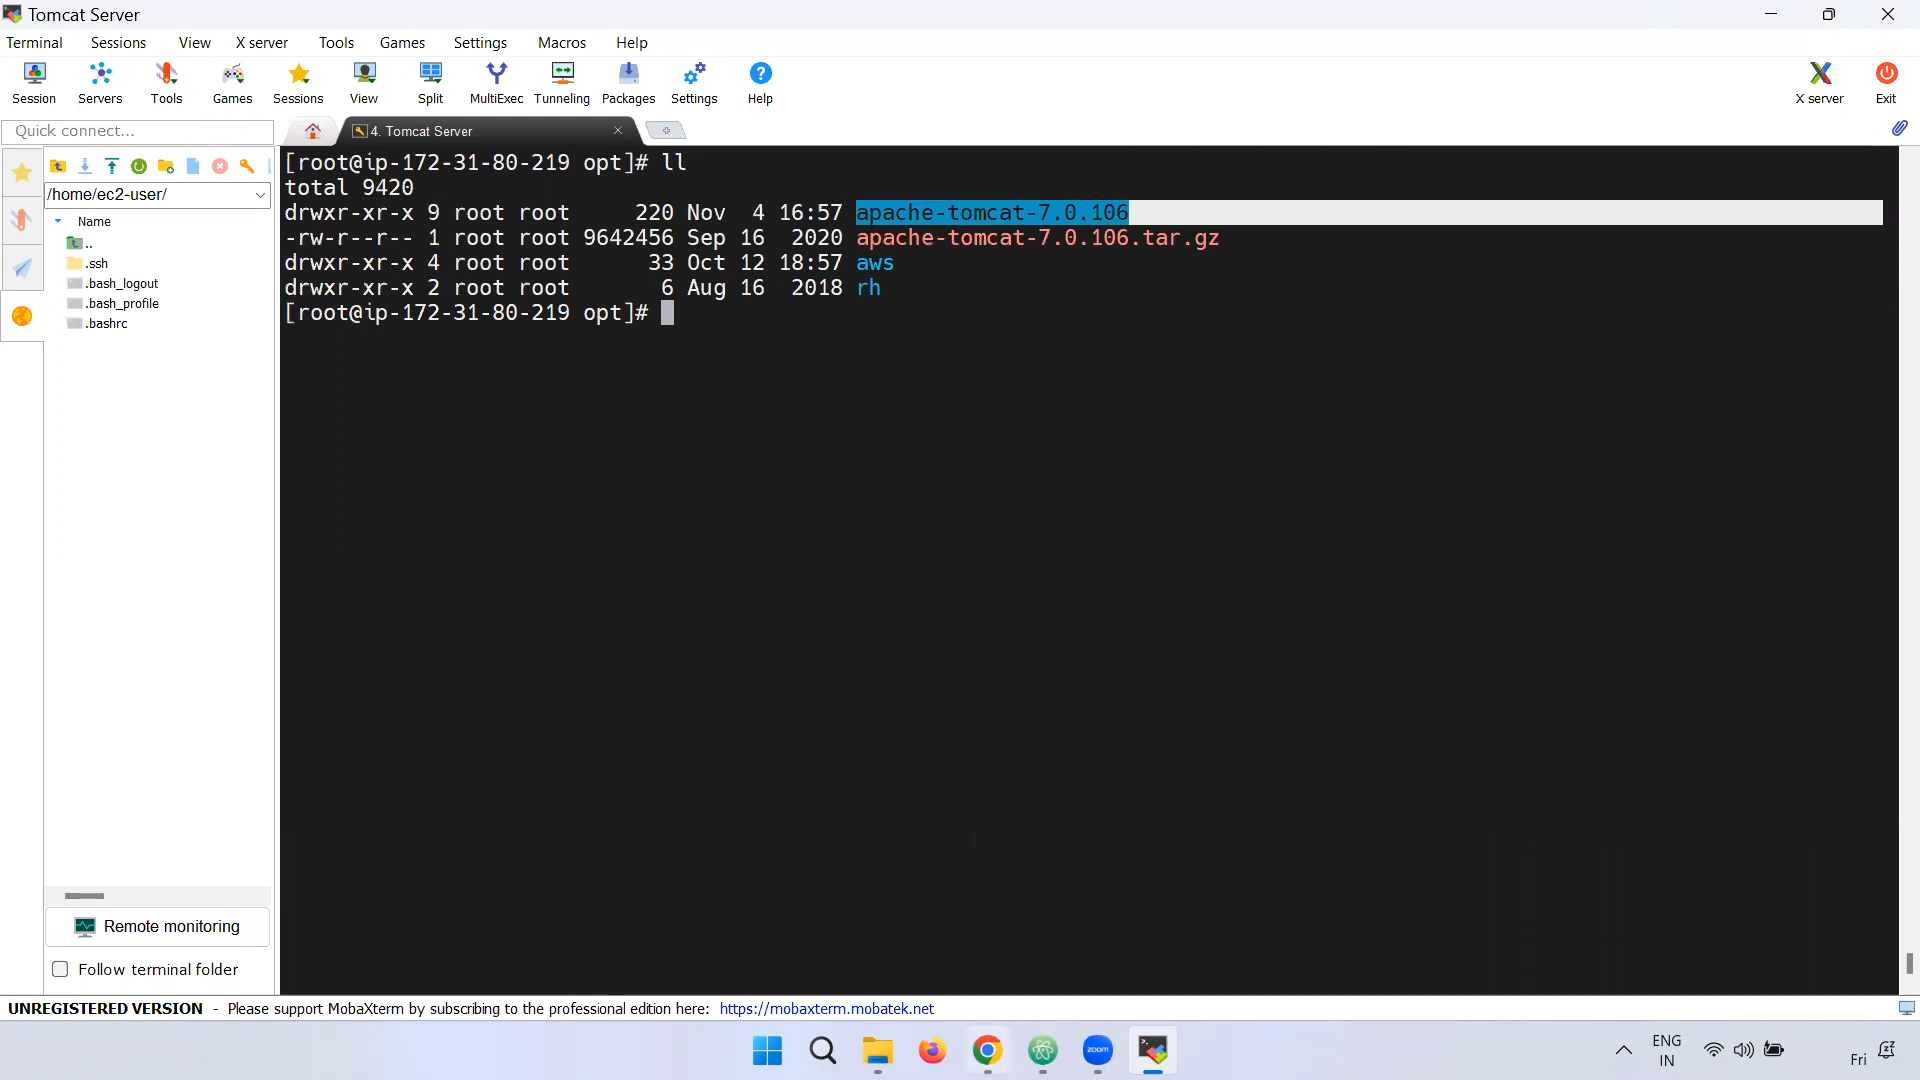 Tomcat Server
Terminal Sessions View X server Tools Games Settings Macros Help
Session Servers Tools Games Sessions View Split MultiExec Tunneling Packages Settings Help X server Exit
Quick connect...
4. Tomcat Server
/home/ec2-user/
Name
..
.ssh
.bash_logout
.bash_profile
.bashrc
[root@ip-172-31-80-219 opt]# ll
total 9420
drwxr-xr-x 9 root root 220 Nov 4 16:57 apache-tomcat-7.0.106
-rw-r--r-- 1 root root 9642456 Sep 16 2020 apache-tomcat-7.0.106.tar.gz
drwxr-xr-x 4 root root 33 Oct 12 18:57 aws
drwxr-xr-x 2 root root 6 Aug 16 2018 rh
[root@ip-172-31-80-219 opt]#
Remote monitoring
Follow terminal folder
UNREGISTERED VERSION - Please support MobaXterm by subscribing to the professional edition here: https://mobaxterm.mobatek.net
zoom
ENG
IN
Fri